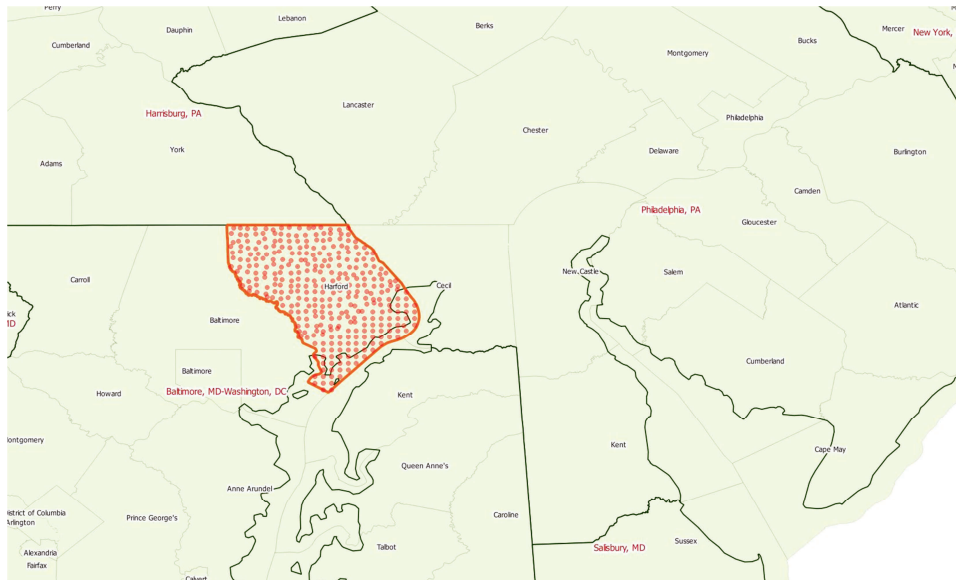 Perry
Lebanon
Berks
Dauphin
Bucks
Mercer
New York,
Cumberland
Montgomery
Lancaster
Harrisburg, PA
Philadelphia
Chester
York
Delaware
Burlington
Adams
Camden
Philadelphia, PA
Gloucester
New Castle
Salem
Carroll
Harford
Cecil
Atlantic
ick
MD
Baltimore
Cumberland
Baltimore
Baltimore, MD-Washington, DC
Howard
Kent
Montgomery
Kent
Cape May
Queen Anne's
Anne Arundel
District of Columbia
Arlington
Prince George's
Caroline
Sussex
Talbot
Salisbury, MD
Alexandria
Fairfax
Calvert